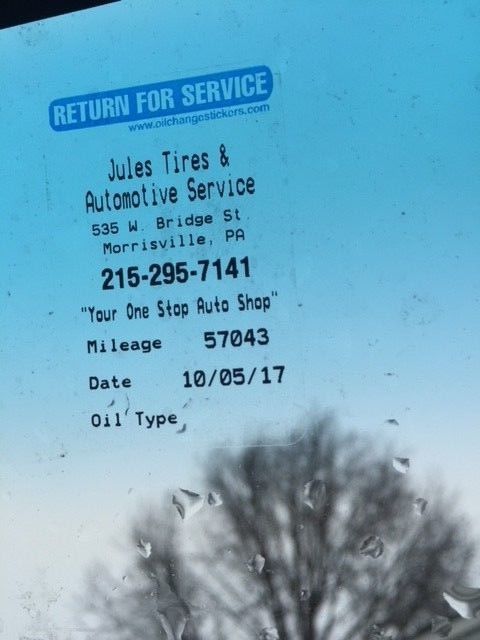 RETURN FOR SERVICE
www.oilchangestickers.com
Jules Tires &
Automotive Service
535 W. Bridge St
Morrisville, PA
215-295-7141
"Your One Stop Auto Shop"
Mileage 57043
Date 10/05/17
Oil Type